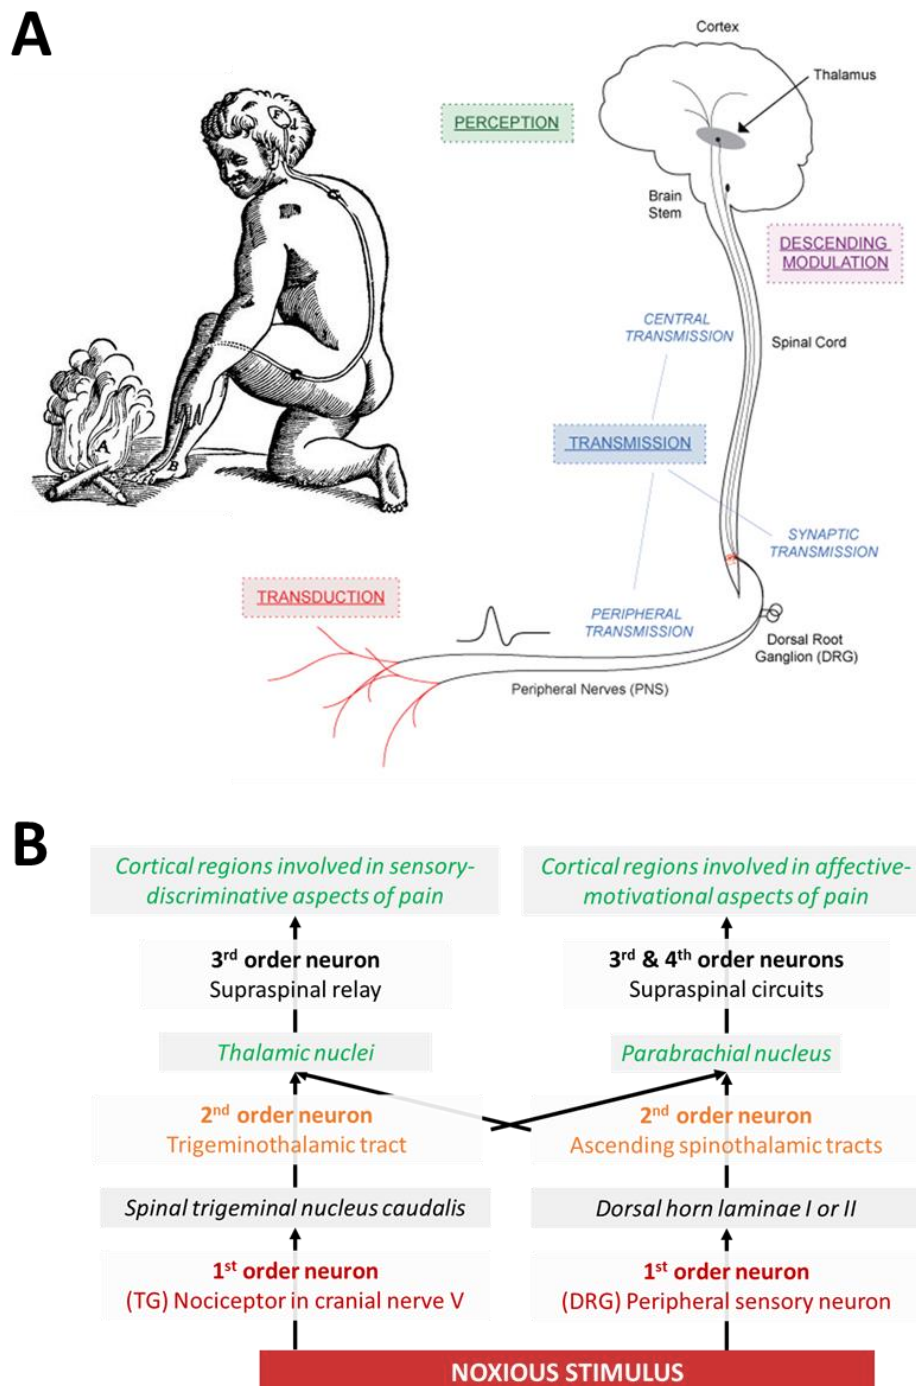 A
Cortex
Thalamus
PERCEPTION
Brain
Stem
DESCENDING
MODULATION
CENTRAL
TRANSMISSION
Spinal Cord
TRANSMISSION
SYNAPTIC
TRANSMISSION
TRANSDUCTION
PERIPHERAL
TRANSMISSION
Dorsal Root
Ganglion (DRG)
Peripheral Nerves (PNS)
A
B
B
Cortical regions involved in sensory-
discriminative aspects of pain
Cortical regions involved in affective-
motivational aspects of pain
3rd order neuron
Supraspinal relay
3rd & 4th order neurons
Supraspinal circuits
Thalamic nuclei
Parabrachial nucleus
2nd order neuron
Trigeminothalamic tract
2nd order neuron
Ascending spinothalamic tracts
Spinal trigeminal nucleus caudalis
Dorsal horn laminae I or II
1st order neuron
(TG) Nociceptor in cranial nerve V
1st order neuron
(DRG) Peripheral sensory neuron
NOXIOUS STIMULUS